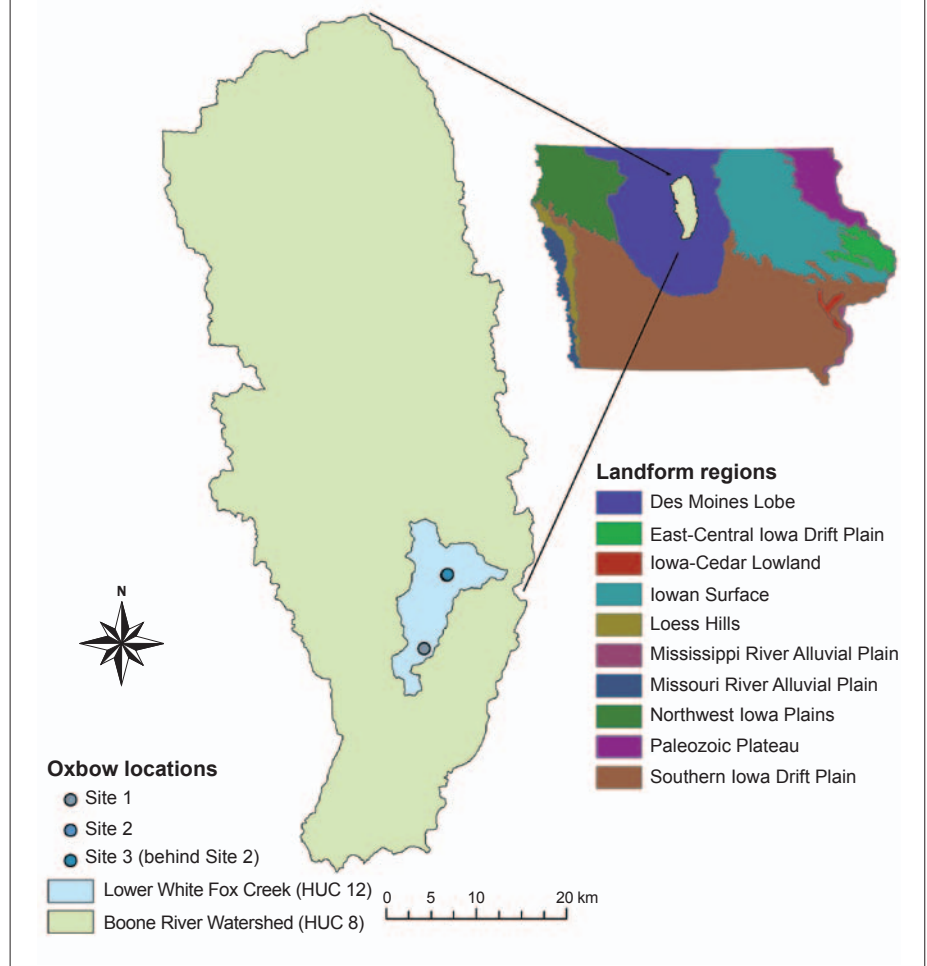 N
Landform regions
Des Moines Lobe
East-Central Iowa Drift Plain
Iowa-Cedar Lowland
Iowan Surface
Loess Hills
Mississippi River Alluvial Plain
Missouri River Alluvial Plain
Northwest Iowa Plains
Paleozoic Plateau
Southern Iowa Drift Plain
Oxbow locations
Site 1
Site 2
Site 3 (behind Site 2)
Lower White Fox Creek (HUC 12)
Boone River Watershed (HUC 8)
0 5 10 20 km